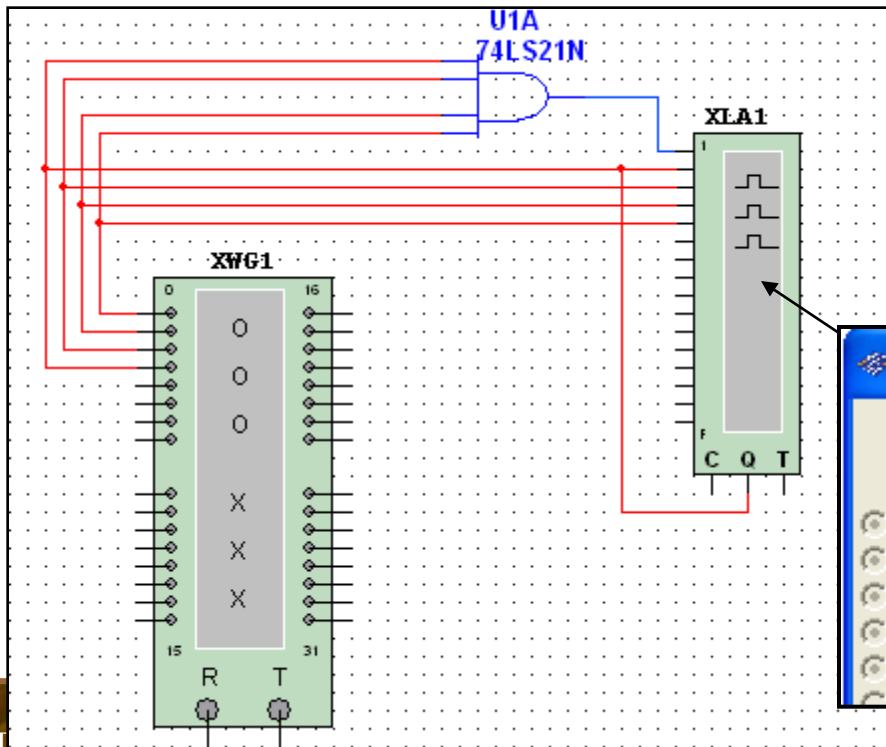 U1A
74LS21N
XLA1
1
F
C Q T
XWG1
0 16
O
O
O
X
X
X
15 31
R T